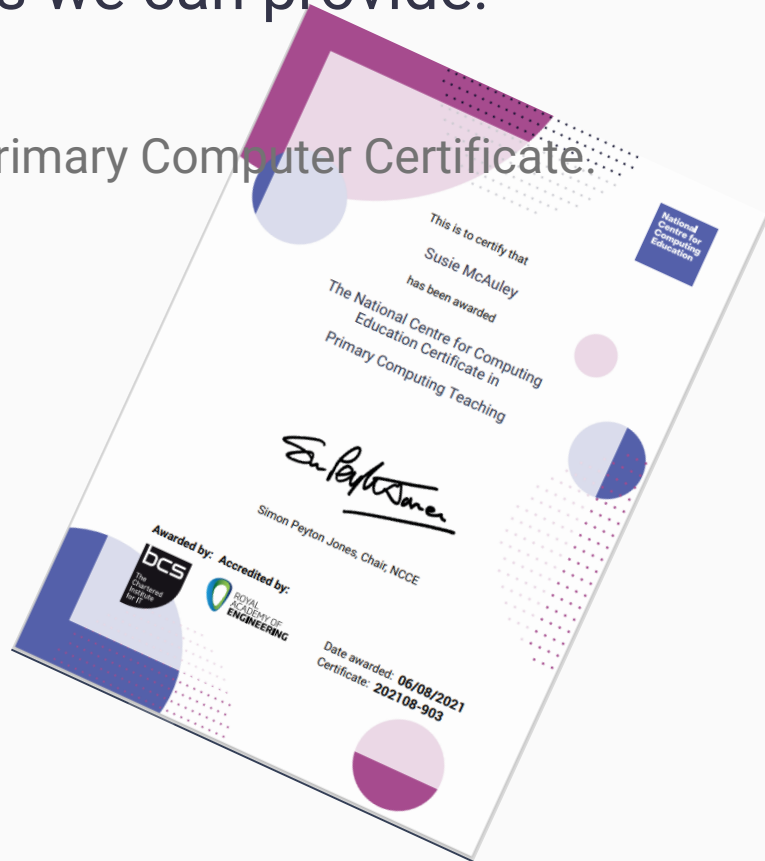 s we can provide.
rimary Computer Certificate.
National
Centre for
Computing
Education
This is to certify that
Susie McAuley
has been awarded
The National Centre for Computing
Education Certificate in
Primary Computing Teaching
Simon Peyton Jones
Simon Peyton Jones, Chair, NCCE
Awarded by: Accredited by:
bcs
The
Chartered
Institute
for IT
ROYAL
ACADEMY OF
ENGINEERING
Date awarded: 06/08/2021
Certificate: 202108-903